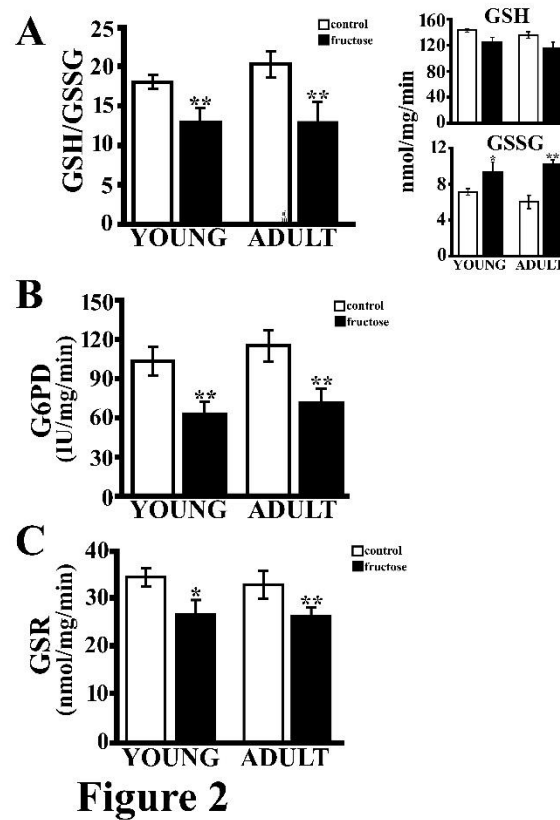 A
GSH/GSSG
25
20
15
10
5
0
control
fructose
**
**
YOUNG ADULT
nmol/mg/min
GSH
160
120
80
40
0
GSSG
12
8
4
0
*
**
YOUNG ADULT
B
G6PD
(IU/mg/min)
150
120
90
60
30
0
control
fructose
**
**
YOUNG ADULT
C
GSR
(nmol/mg/min)
40
30
20
10
0
control
fructose
*
**
YOUNG ADULT
Figure 2